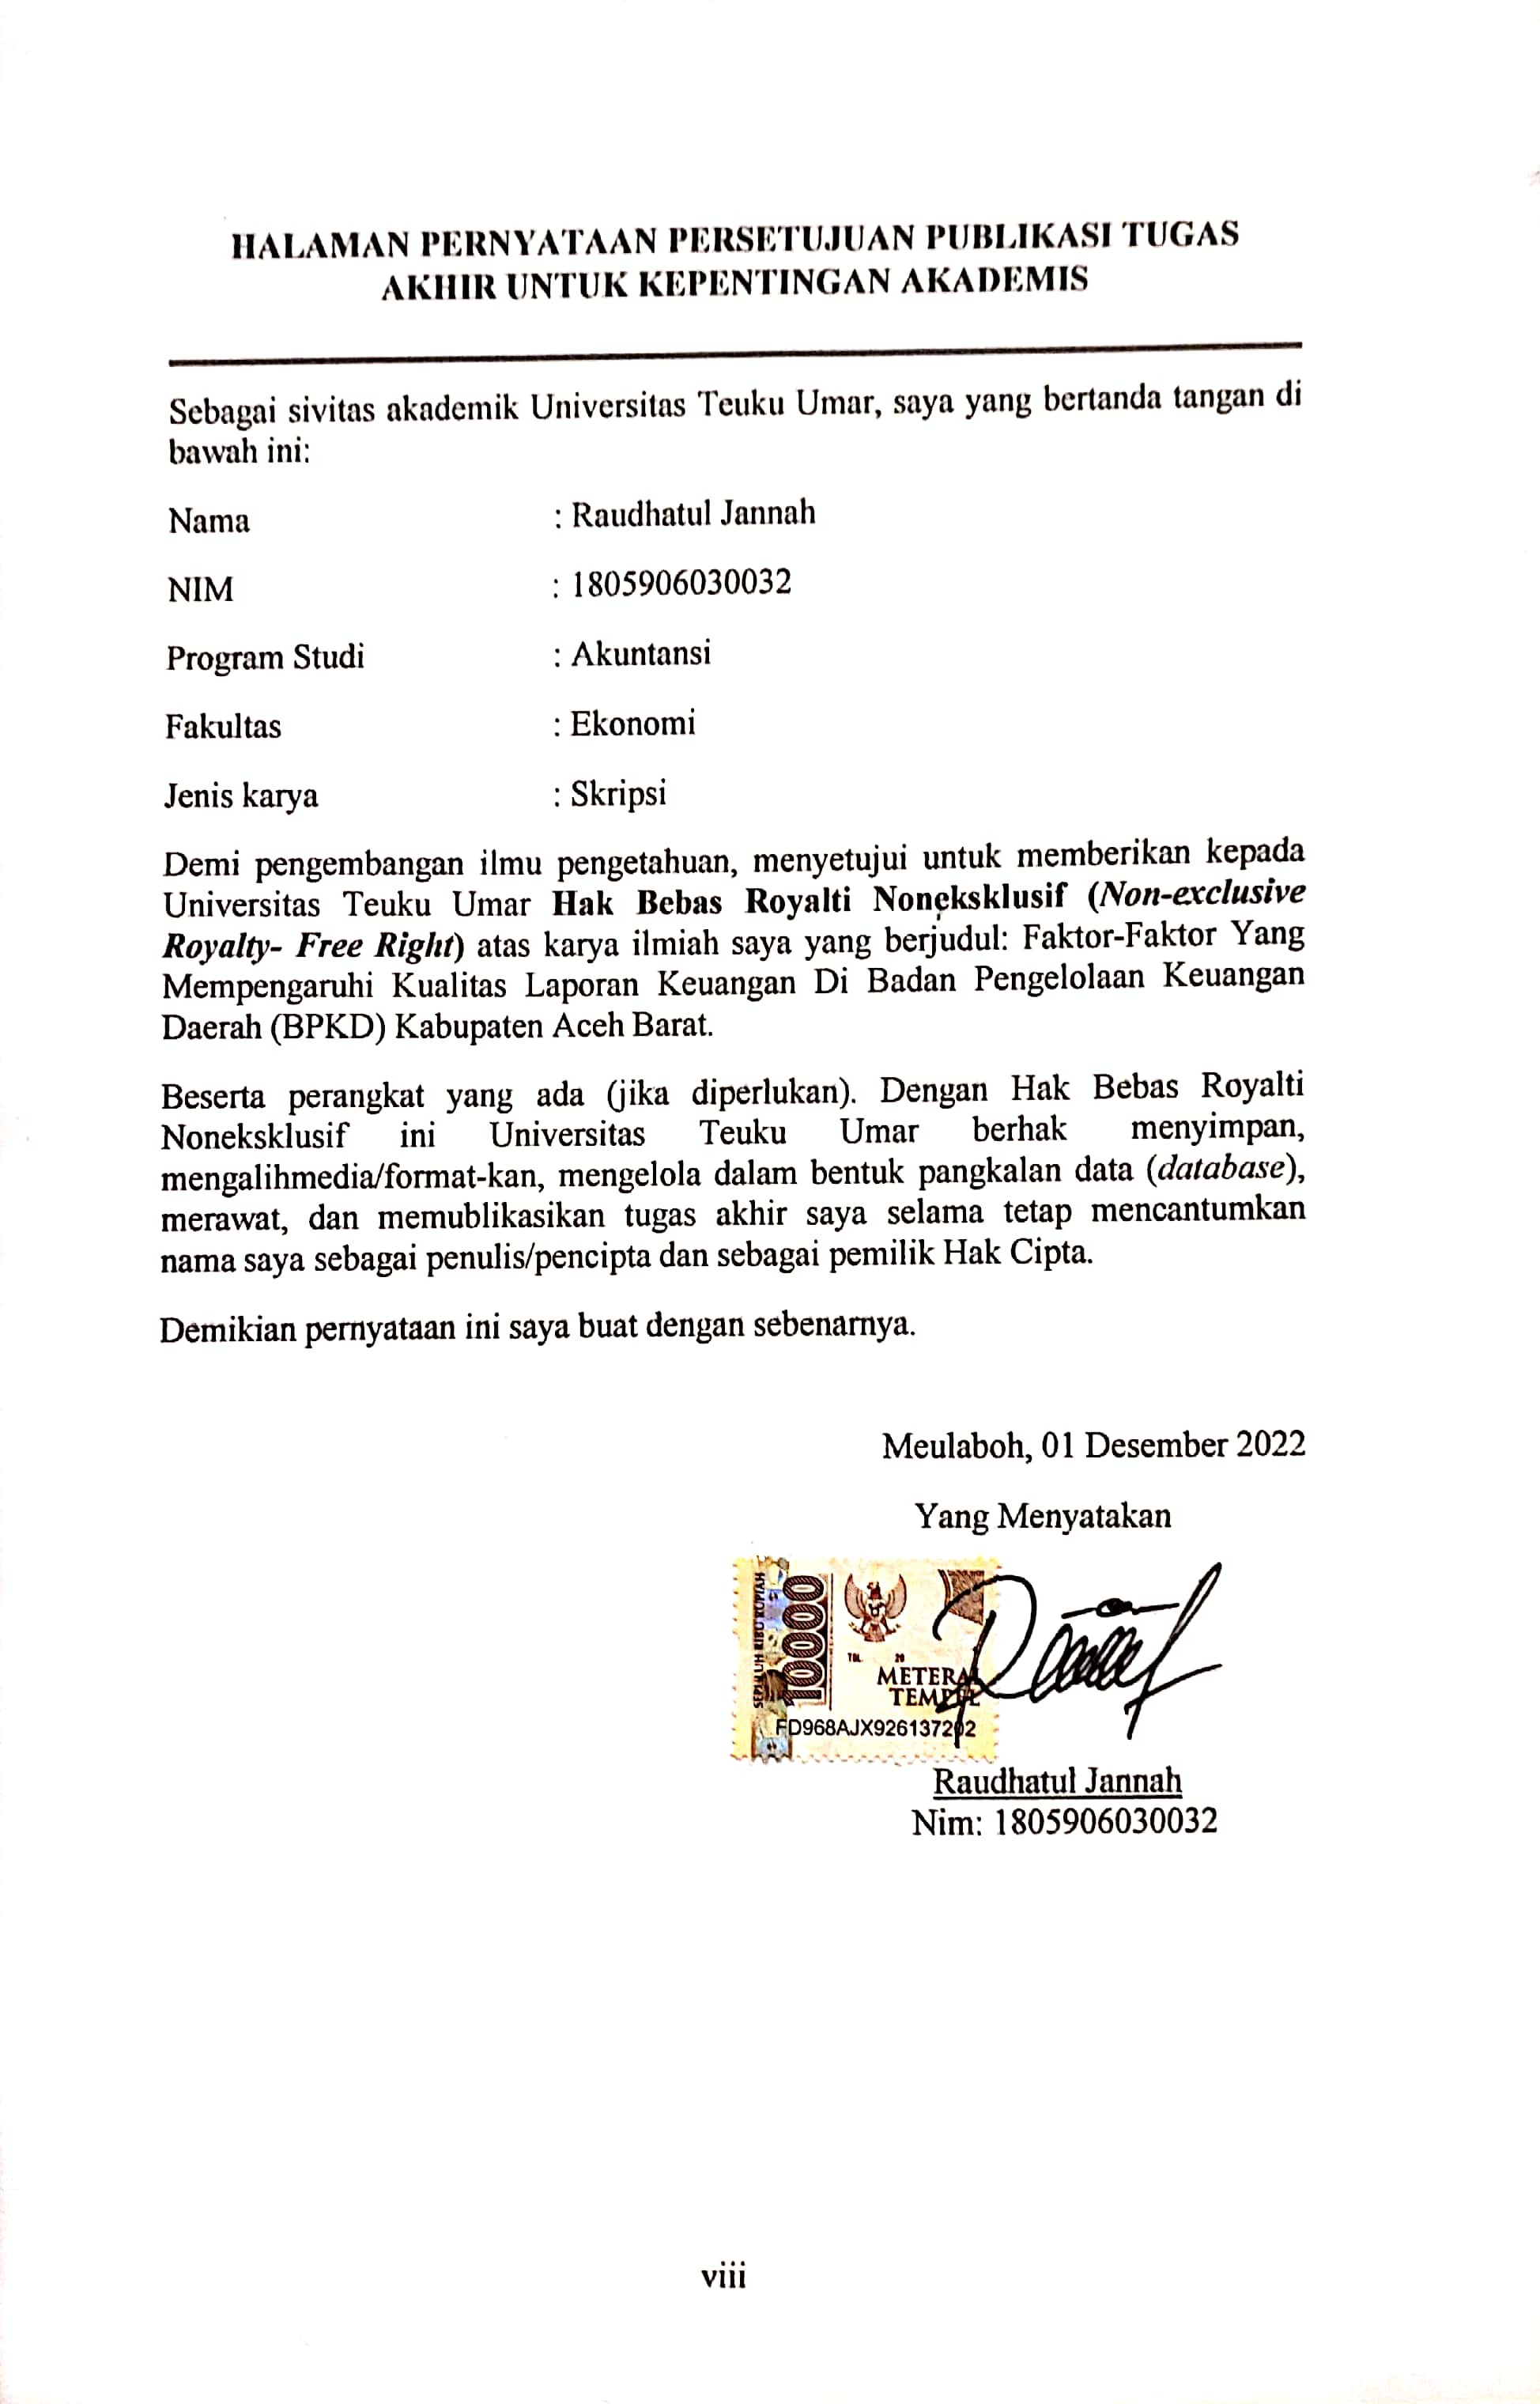 HALAMAN PERNYATAAN PERSETUJUAN PUBLIKASI TUGAS
AKHIR UNTUK KEPENTINGAN AKADEMIS
Sebagai sivitas akademik Universitas Teuku Umar, saya yang bertanda tangan di
bawah ini:
Nama : Raudhatul Jannah
NIM : 1805906030032
Program Studi : Akuntansi
Fakultas : Ekonomi
Jenis karya : Skripsi
Demi pengembangan ilmu pengetahuan, menyetujui untuk memberikan kepada
Universitas Teuku Umar Hak Bebas Royalti Noneksklusif (Non-exclusive
Royalty- Free Right) atas karya ilmiah saya yang berjudul: Faktor-Faktor Yang
Mempengaruhi Kualitas Laporan Keuangan Di Badan Pengelolaan Keuangan
Daerah (BPKD) Kabupaten Aceh Barat.
Beserta perangkat yang ada (jika diperlukan). Dengan Hak Bebas Royalti
Noneksklusif ini Universitas Teuku Umar berhak menyimpan,
mengalihmedia/format-kan, mengelola dalam bentuk pangkalan data (database),
merawat, dan memublikasikan tugas akhir saya selama tetap mencantumkan
nama saya sebagai penulis/pencipta dan sebagai pemilik Hak Cipta.
Demikian pernyataan ini saya buat dengan sebenarnya.
Meulaboh, 01 Desember 2022
Yang Menyatakan
SEPULUH RIBU RUPIAH
10000
TGL. 20
METERAI
TEMPEL
FD968AJX926137202
Raudhatul Jannah
Nim: 1805906030032
viii